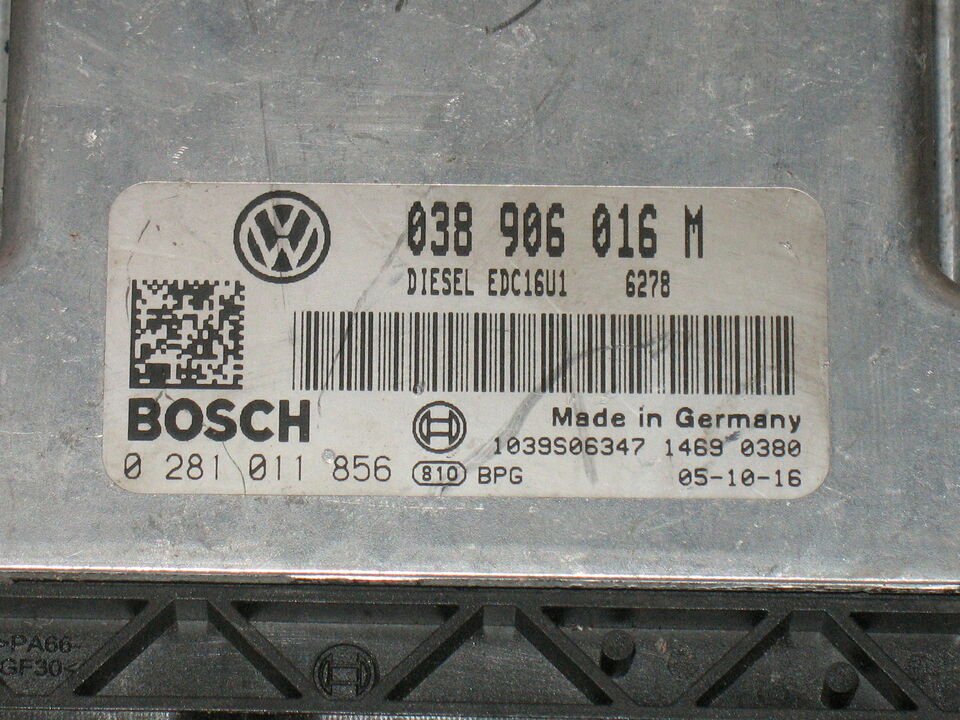 VW
038 906 016 M
DIESEL EDC16U1 6278
BOSCH
Made in Germany
1039S06347 1469 0380
0 281 011 856 810 BPG 05-10-16
>PA66-
GF30<